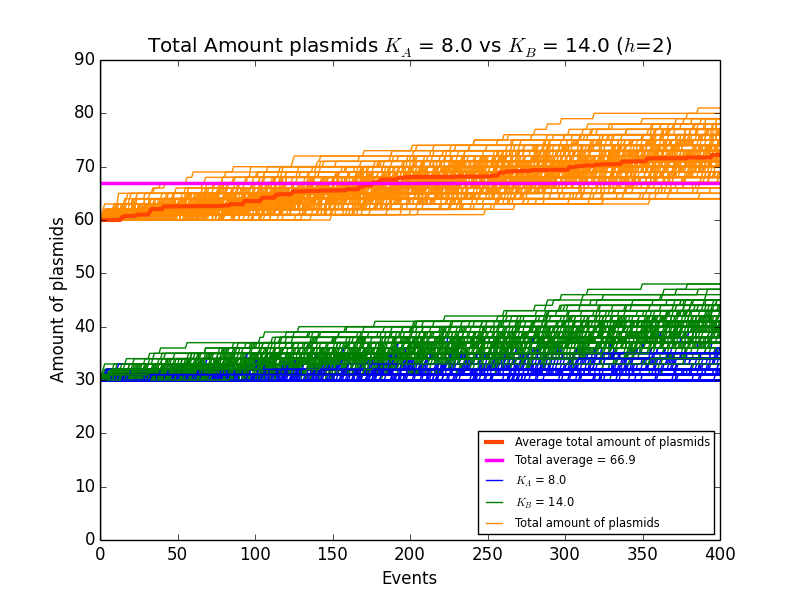 Total Amount plasmids K_A = 8.0 vs K_B = 14.0 (h=2)
90
80
70
60
50
40
30
20
10
0
Amount of plasmids
Average total amount of plasmids
Total average = 66.9
K_A = 8.0
K_B = 14.0
Total amount of plasmids
0 50 100 150 200 250 300 350 400
Events